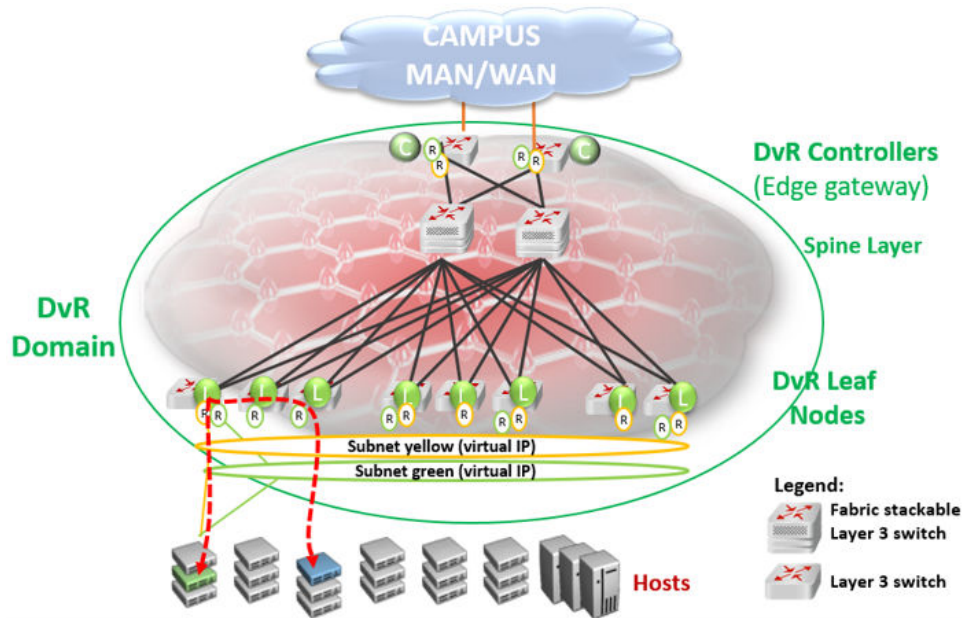 CAMPUS
MAN/WAN
C
R
R
R
R
C
DvR Controllers
(Edge gateway)
Spine Layer
DvR
Domain
L
L
L
L
L
L
L
L
R
R
R
R
R
R
R
R
R
R
R
R
DvR Leaf
Nodes
Subnet yellow (virtual IP)
Subnet green (virtual IP)
Legend:
Fabric stackable
Layer 3 switch
Layer 3 switch
Hosts